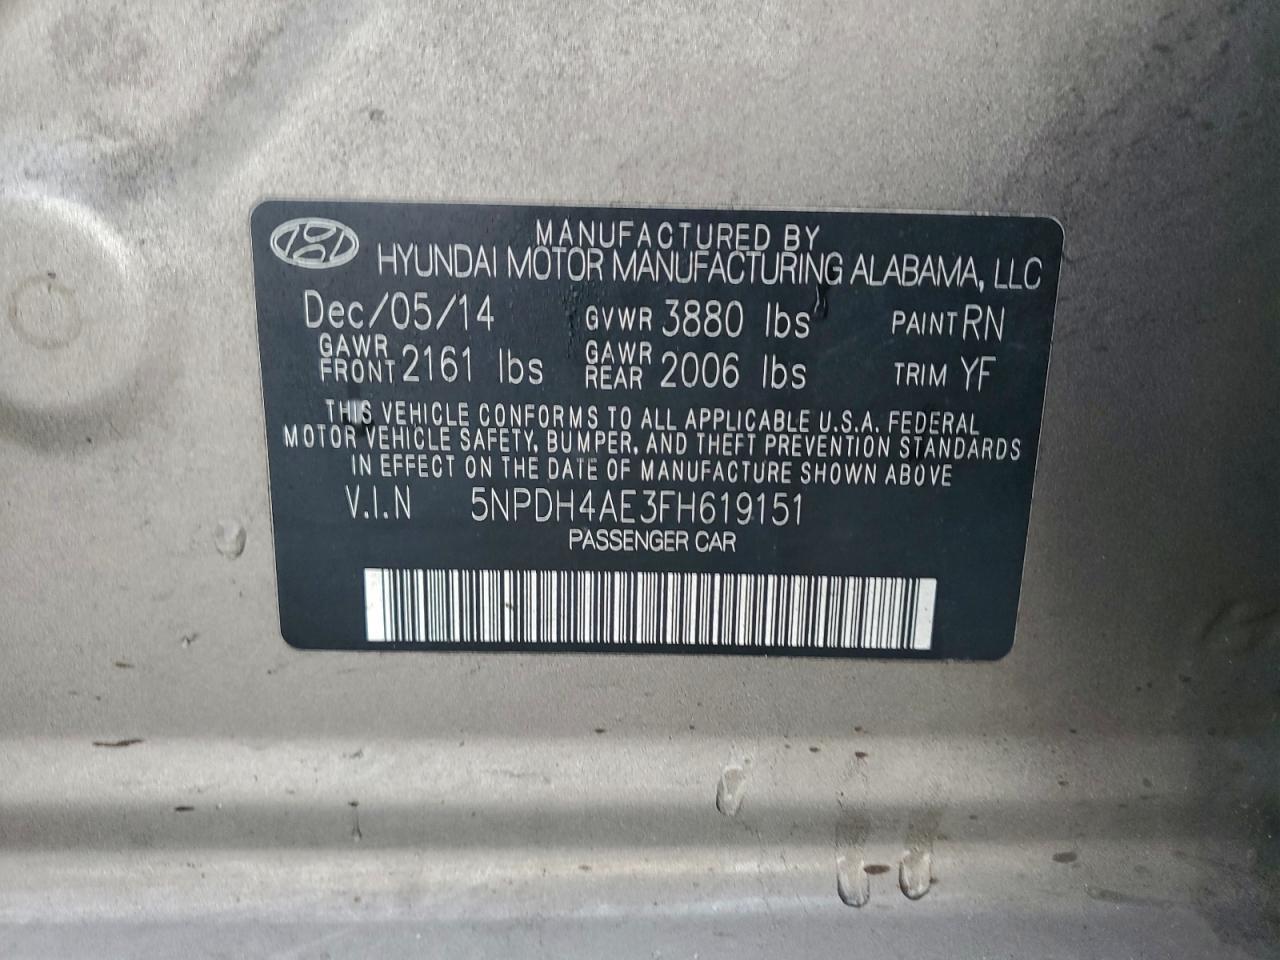 MANUFACTURED BY
HYUNDAI MOTOR MANUFACTURING ALABAMA, LLC
Dec/05/14 GVWR 3880 lbs PAINT RN
GAWR FRONT 2161 lbs GAWR REAR 2006 lbs TRIM YF
THIS VEHICLE CONFORMS TO ALL APPLICABLE U.S.A. FEDERAL
MOTOR VEHICLE SAFETY, BUMPER, AND THEFT PREVENTION STANDARDS
IN EFFECT ON THE DATE OF MANUFACTURE SHOWN ABOVE
V.I.N 5NPDH4AE3FH619151
PASSENGER CAR